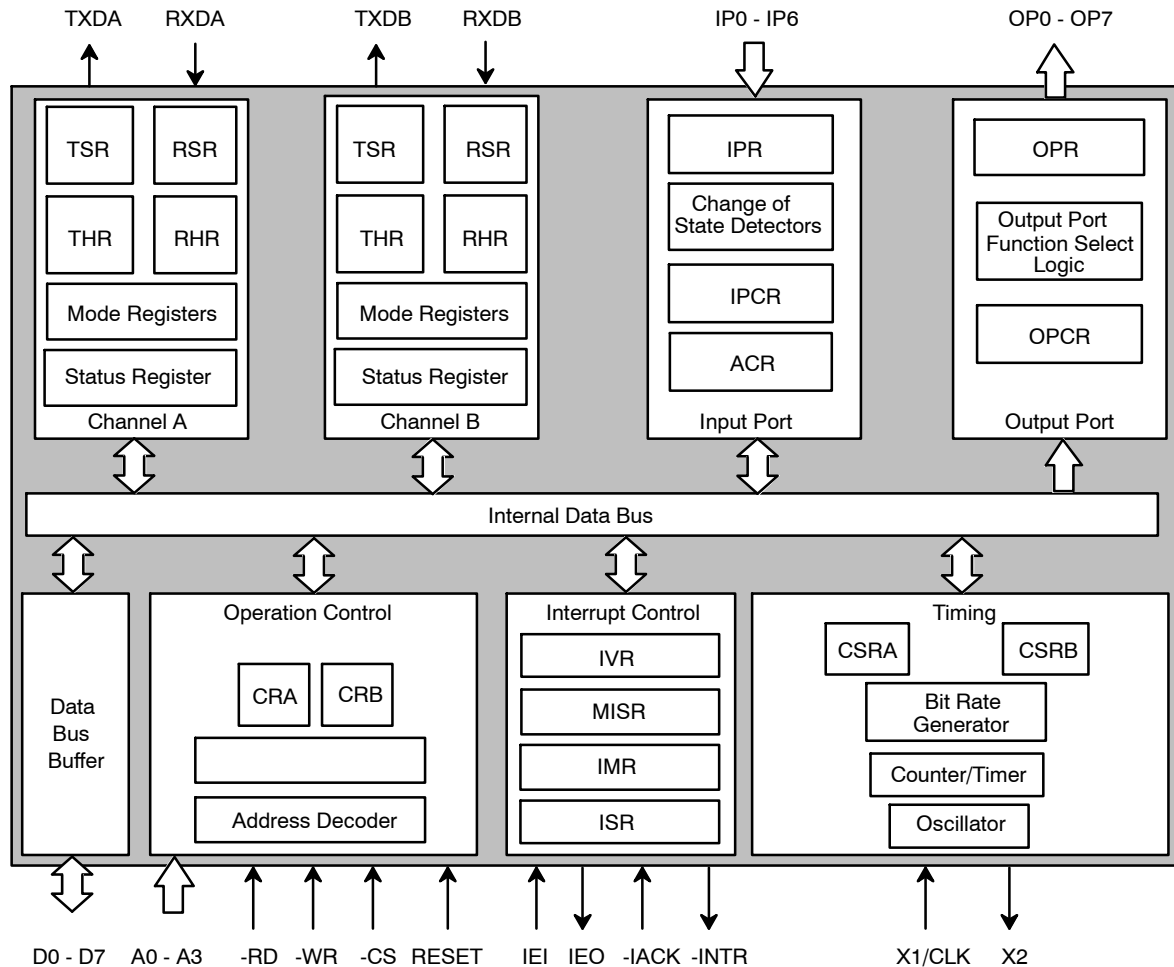 TXDA RXDA TXDB RXDB IP0 - IP6 OP0 - OP7
TSR RSR TSR RSR IPR OPR
THR RHR THR RHR
Change of
State Detectors
Output Port
Function Select
Logic
Mode Registers Mode Registers IPCR OPCR
Status Register Status Register ACR
Channel A Channel B Input Port Output Port
Internal Data Bus
Data
Bus
Buffer
Operation Control
CRA CRB
Address Decoder
Interrupt Control
IVR
MISR
IMR
ISR
Timing
CSRA CSRB
Bit Rate
Generator
Counter/Timer
Oscillator
D0 - D7 A0 - A3 -RD -WR -CS RESET IEI IEO -IACK -INTR X1/CLK X2